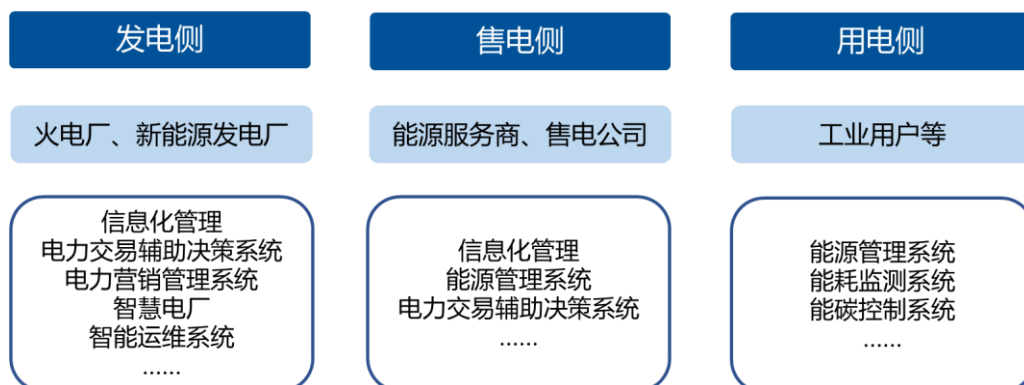 发电侧
火电厂、新能源发电厂
信息化管理
电力交易辅助决策系统
电力营销管理系统
智慧电厂
智能运维系统
......
售电侧
能源服务商、售电公司
信息化管理
能源管理系统
电力交易辅助决策系统
......
用电侧
工业用户等
能源管理系统
能耗监测系统
能碳控制系统
......